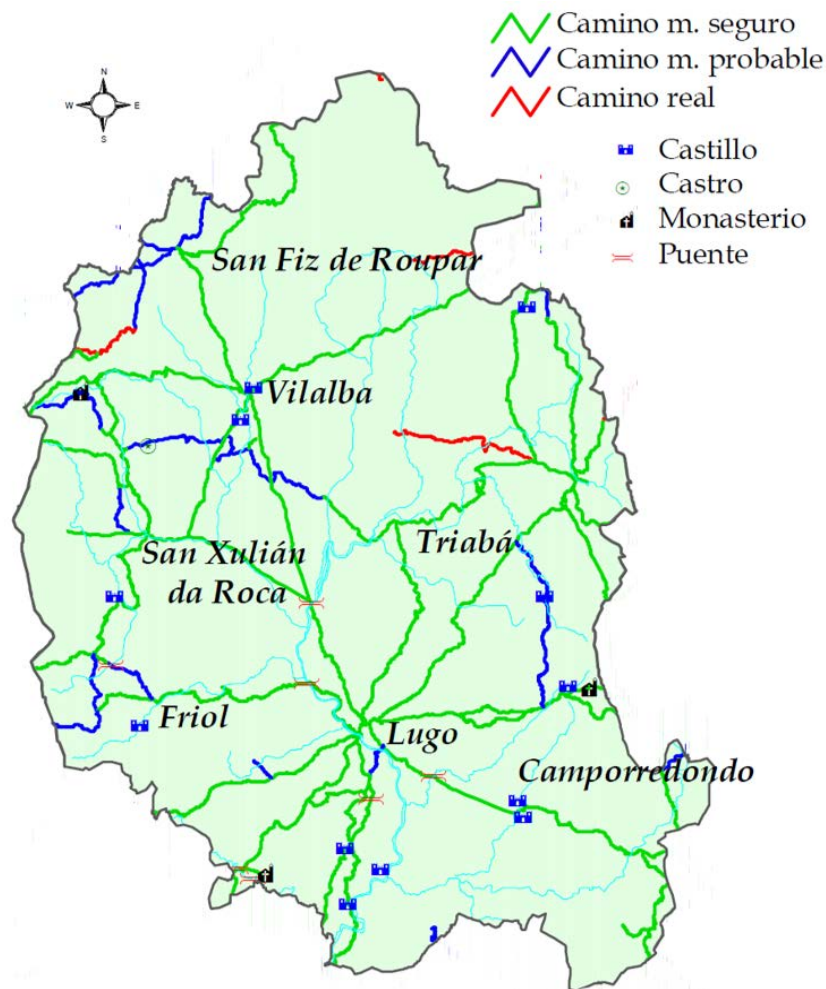 Camino m. seguro
Camino m. probable
Camino real
Castillo
Castro
Monasterio
Puente
N
W E
S
San Fiz de Roupar
Vilalba
Triabá
San Xulián
da Roca
Friol
Lugo
Camporredondo